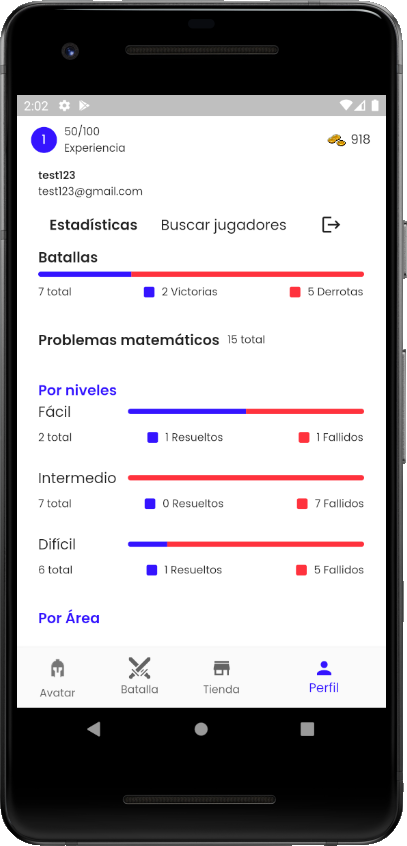 2:02
1
50/100
Experiencia
918
test123
test123@gmail.com
Estadísticas Buscar jugadores
Batallas
7 total 2 Victorias 5 Derrotas
Problemas matemáticos 15 total
Por niveles
Fácil
2 total 1 Resueltos 1 Fallidos
Intermedio
7 total 0 Resueltos 7 Fallidos
Difícil
6 total 1 Resueltos 5 Fallidos
Por Área
Avatar Batalla Tienda Perfil